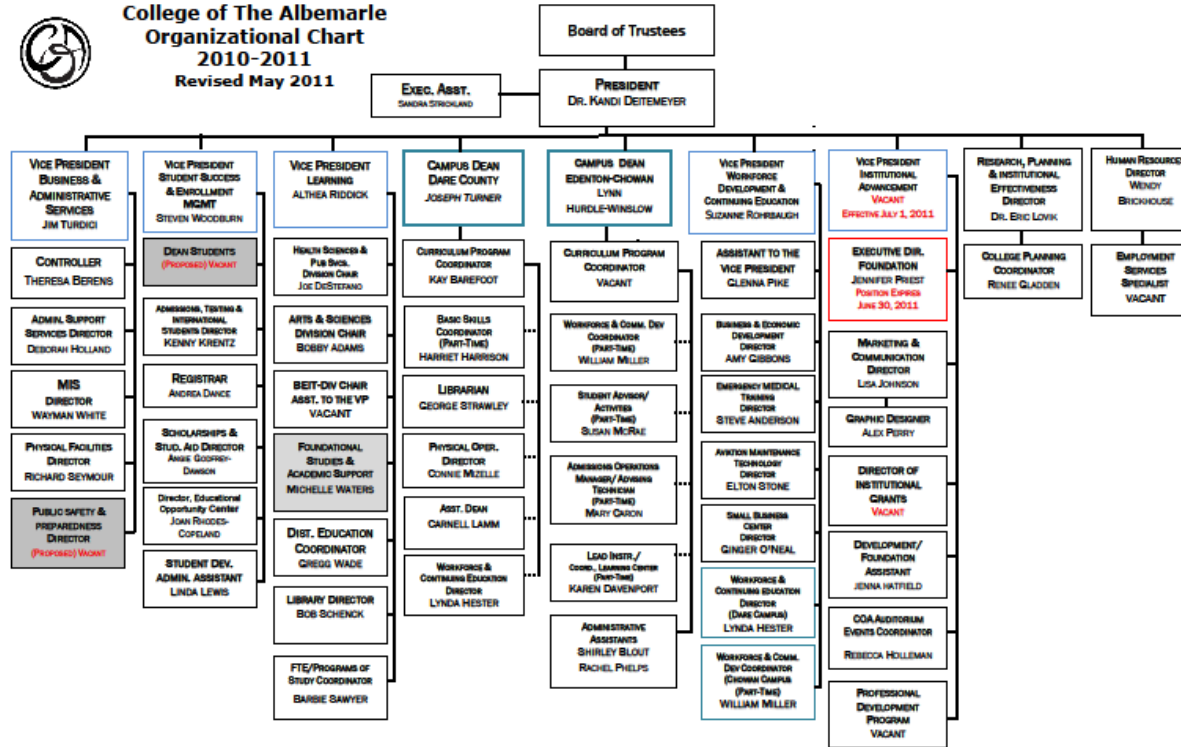 College of The Albemarle
Organizational Chart
2010-2011
Revised May 2011
Board of Trustees
PRESIDENT
DR. KANDI DEITEMEYER
EXEC. ASST.
SANDRA STRICKLAND
VICE PRESIDENT
BUSINESS &
ADMINISTRATIVE
SERVICES
JIM TURDICI
CONTROLLER
THERESA BERENS
ADMIN. SUPPORT
SERVICES DIRECTOR
DEBORAH HOLLAND
MIS
DIRECTOR
WAYMAN WHITE
PHYSICAL FACILITIES
DIRECTOR
RICHARD SEYMOUR
PUBLIC SAFETY &
PREPAREDNESS
DIRECTOR
(PROPOSED) VACANT
VICE PRESIDENT
STUDENT SUCCESS
& ENROLLMENT
MGMT
STEVEN WOODBURN
DEAN STUDENTS
(PROPOSED) VACANT
ADMISSIONS, TESTING &
INTERNATIONAL
STUDENTS DIRECTOR
KENNY KRENTZ
REGISTRAR
ANDREA DANCE
SCHOLARSHIPS &
STUD. AID DIRECTOR
ANGIE GODFREY-
DAWSON
Director, Educational
Opportunity Center
JOAN RHODES-
COPELAND
STUDENT DEV.
ADMIN. ASSISTANT
LINDA LEWIS
VICE PRESIDENT
LEARNING
ALTHEA RIDDICK
HEALTH SCIENCES &
PUB SVCS.
DIVISION CHAIR
JOE DESTEFANO
ARTS & SCIENCES
DIVISION CHAIR
BOBBY ADAMS
BEIT-DIV CHAIR
ASST. TO THE VP
VACANT
FOUNDATIONAL
STUDIES &
ACADEMIC SUPPORT
MICHELLE WATERS
DIST. EDUCATION
COORDINATOR
GREGG WADE
LIBRARY DIRECTOR
BOB SCHENCK
FTE/PROGRAMS OF
STUDY COORDINATOR
BARBIE SAWYER
CAMPUS DEAN
DARE COUNTY
JOSEPH TURNER
CURRICULUM PROGRAM
COORDINATOR
KAY BAREFOOT
BASIC SKILLS
COORDINATOR
(PART-TIME)
HARRIET HARRISON
LIBRARIAN
GEORGE STRAWLEY
PHYSICAL OPER.
DIRECTOR
CONNIE MIZELLE
ASST. DEAN
CARNELL LAMM
WORKFORCE &
CONTINUING EDUCATION
DIRECTOR
LYNDA HESTER
CAMPUS DEAN
EDENTON-CHOWAN
LYNN
HURDLE-WINSLOW
CURRICULUM PROGRAM
COORDINATOR
VACANT
WORKFORCE & COMM. DEV
COORDINATOR
(PART-TIME)
WILLIAM MILLER
STUDENT ADVISOR/
ACTIVITIES
(PART-TIME)
SUSAN MCRAE
ADMISSIONS OPERATIONS
MANAGER/ ADVISING
TECHNICIAN
(PART-TIME)
MARY CARON
LEAD INSTR./
COORD., LEARNING CENTER
(PART-TIME)
KAREN DAVENPORT
ADMINISTRATIVE
ASSISTANTS
SHIRLEY BLOUT
RACHEL PHELPS
VICE PRESIDENT
WORKFORCE
DEVELOPMENT &
CONTINUING EDUCATION
SUZANNE ROHRBAUGH
ASSISTANT TO THE
VICE PRESIDENT
GLENNA PIKE
BUSINESS & ECONOMIC
DEVELOPMENT
DIRECTOR
AMY GIBBONS
EMERGENCY MEDICAL
TRAINING
DIRECTOR
STEVE ANDERSON
AVIATION MAINTENANCE
TECHNOLOGY
DIRECTOR
ELTON STONE
SMALL BUSINESS
CENTER
DIRECTOR
GINGER O'NEAL
WORKFORCE &
CONTINUING EDUCATION
DIRECTOR
(DARE CAMPUS)
LYNDA HESTER
WORKFORCE & COMM.
DEV COORDINATOR
(CHOWAN CAMPUS
(PART-TIME)
WILLIAM MILLER
VICE PRESIDENT
INSTITUTIONAL
ADVANCEMENT
VACANT
EFFECTIVE JULY 1, 2011
EXECUTIVE DIR.
FOUNDATION
JENNIFER PRIEST
POSITION EXPIRES
JUNE 30, 2011
MARKETING &
COMMUNICATION
DIRECTOR
LISA JOHNSON
GRAPHIC DESIGNER
ALEX PERRY
DIRECTOR OF
INSTITUTIONAL
GRANTS
VACANT
DEVELOPMENT/
FOUNDATION
ASSISTANT
JENNA HATFIELD
COA AUDITORIUM
EVENTS COORDINATOR
REBECCA HOLLEMAN
PROFESSIONAL
DEVELOPMENT
PROGRAM
VACANT
RESEARCH, PLANNING
& INSTITUTIONAL
EFFECTIVENESS
DIRECTOR
DR. ERIC LOVIK
COLLEGE PLANNING
COORDINATOR
RENEE GLADDEN
HUMAN RESOURCES
DIRECTOR
WENDY
BRICKHOUSE
EMPLOYMENT
SERVICES
SPECIALIST
VACANT